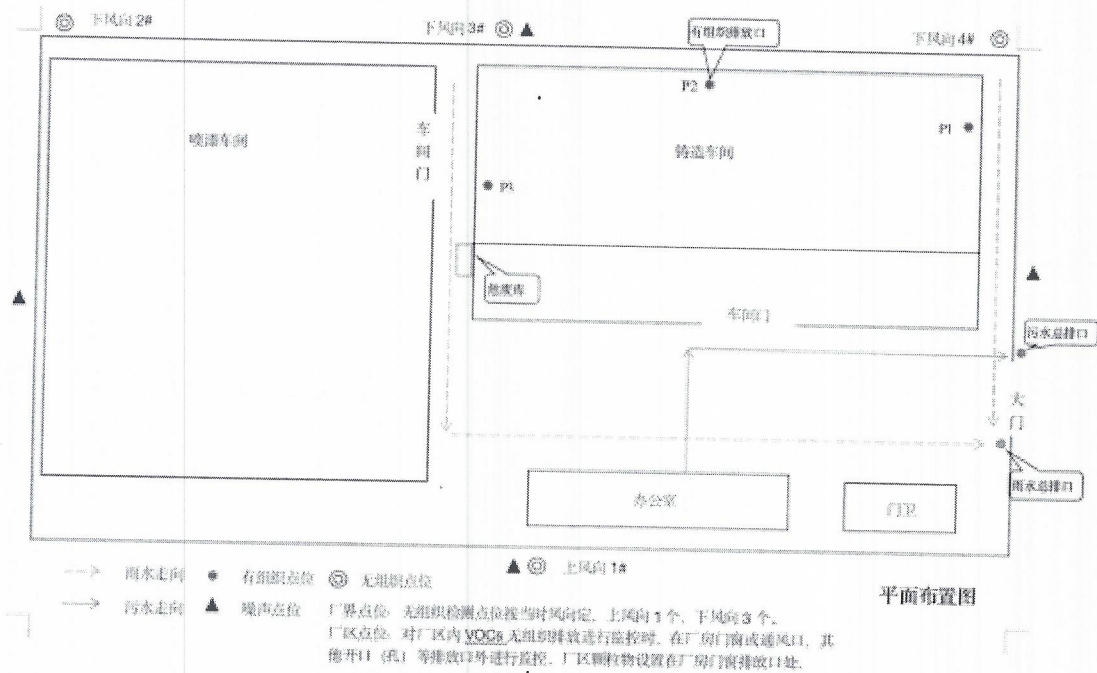 下风向 2#
下风向 3#
有组织排放口
下风向 4#
P2
P1
喷漆车间
车间门
铸造车间
危废库
车间门
污水总排口
大门
雨水总排口
办公室
门卫
上风向 1#
雨水走向
有组织点位
无组织点位
平面布置图
污水走向
噪声点位
厂界点位:无组织检测点位按当时风向定,上风向 1 个,下风向 3 个。
厂区点位:对厂区内 VOCs 无组织排放进行监控时,在厂房门窗或通风口、其
他开口(孔)等排放口外进行监控,厂区颗粒物设置在厂房门窗排放口处。